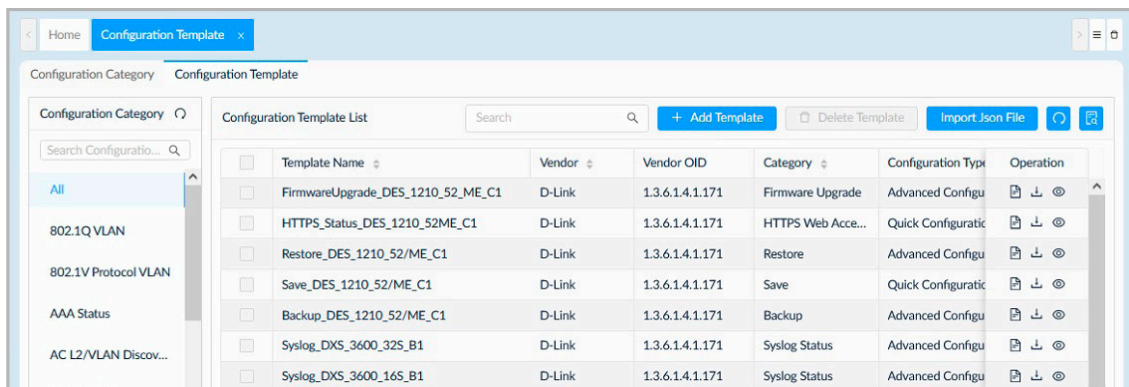 Home Configuration Template x
Configuration Category Configuration Template
Configuration Category
Configuration Template List Search + Add Template Delete Template Import Json File
Search Configuratio...
Template Name Vendor Vendor OID Category Configuration Type Operation
All
802.1Q VLAN
802.1V Protocol VLAN
AAA Status
AC L2/VLAN Discov...
FirmwareUpgrade_DES_1210_52_ME_C1 D-Link 1.3.6.1.4.1.171 Firmware Upgrade Advanced Configu
HTTPS_Status_DES_1210_52ME_C1 D-Link 1.3.6.1.4.1.171 HTTPS Web Acce... Quick Configuratic
Restore_DES_1210_52/ME_C1 D-Link 1.3.6.1.4.1.171 Restore Advanced Configu
Save_DES_1210_52/ME_C1 D-Link 1.3.6.1.4.1.171 Save Quick Configuratic
Backup_DES_1210_52/ME_C1 D-Link 1.3.6.1.4.1.171 Backup Advanced Configu
Syslog_DXS_3600_32S_B1 D-Link 1.3.6.1.4.1.171 Syslog Status Advanced Configu
Syslog_DXS_3600_16S_B1 D-Link 1.3.6.1.4.1.171 Syslog Status Advanced Configu